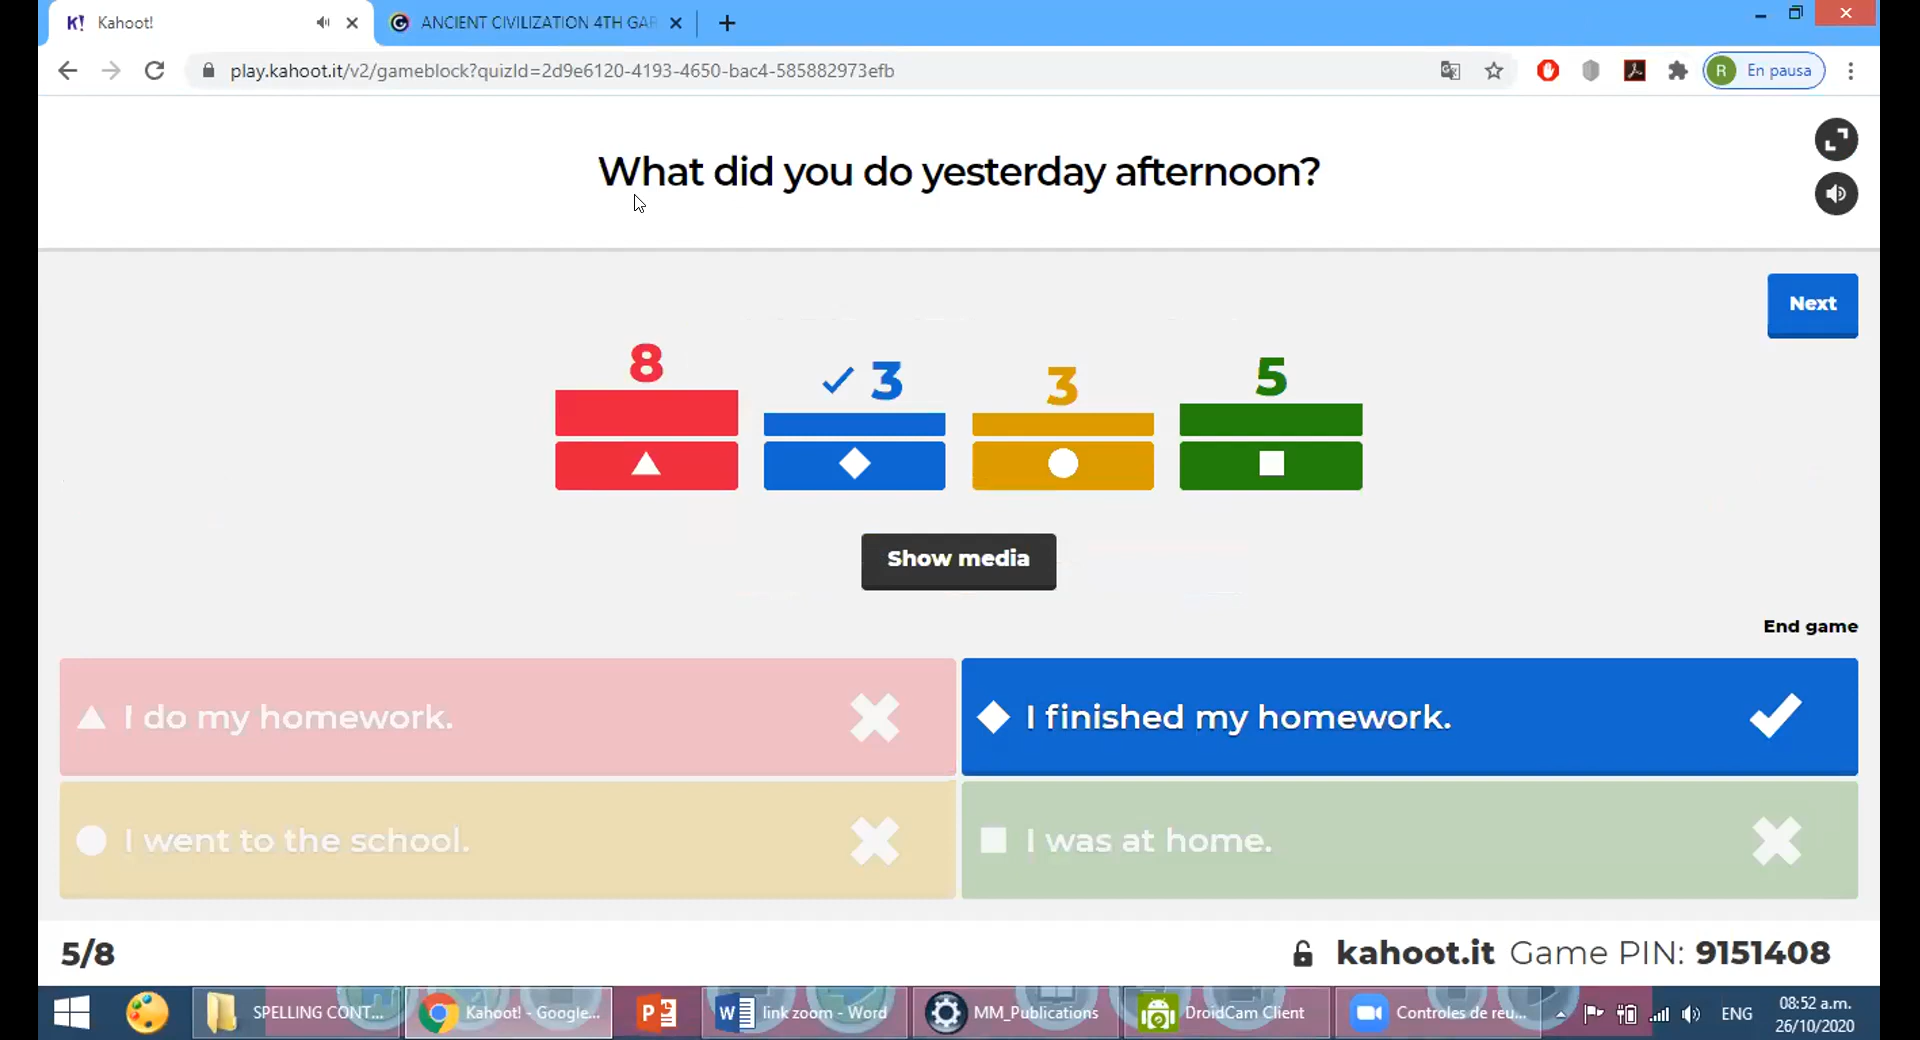 K! Kahoot!
ANCIENT CIVILIZATION 4TH GAR
play.kahoot.it/v2/gameblock?quizId=2d9e6120-4193-4650-bac4-585882973efb
R En pausa
What did you do yesterday afternoon?
Next
8
3
3
5
Show media
End game
I do my homework.
I finished my homework.
I went to the school.
I was at home.
5/8
kahoot.it Game PIN: 9151408
SPELLING CONT...
Kahoot! - Google...
link zoom - Word
MM_Publications
DroidCam Client
Controles de reu...
ENG
08:52 a.m.
26/10/2020